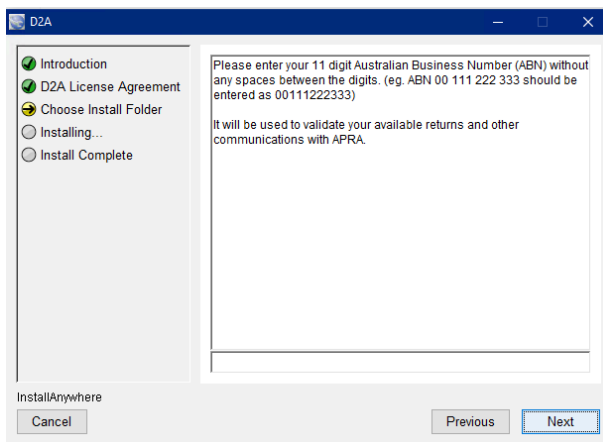 D2A
Introduction
D2A License Agreement
Choose Install Folder
Installing...
Install Complete
Please enter your 11 digit Australian Business Number (ABN) without
any spaces between the digits. (eg. ABN 00 111 222 333 should be
entered as 00111222333)
It will be used to validate your available returns and other
communications with APRA.
InstallAnywhere
Cancel
Previous
Next